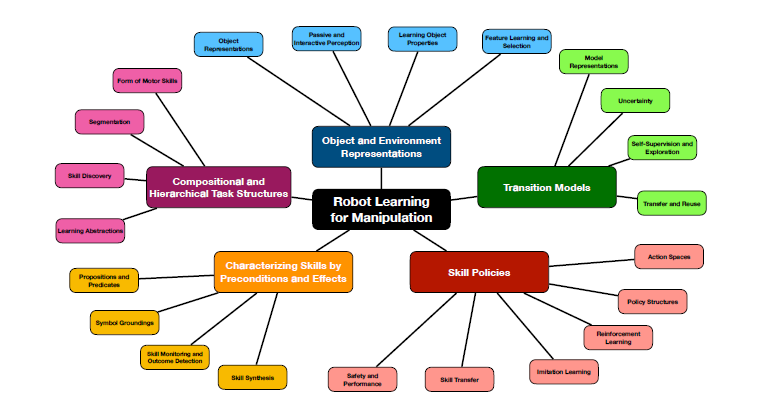 Object
Representations
Passive and
Interactive Perception
Learning Object
Properties
Feature Learning and
Selection
Model
Representations
Form of Motor Skills
Uncertainty
Segmentation
Object and Environment
Representations
Self-Supervision and
Exploration
Skill Discovery
Compositional and
Hierarchical Task Structures
Transition Models
Robot Learning
for Manipulation
Transfer and Reuse
Learning Abstractions
Characterizing Skills by
Preconditions and Effects
Skill Policies
Action Spaces
Propositions and
Predicates
Policy Structures
Symbol Groundings
Reinforcement
Learning
Skill Monitoring and
Outcome Detection
Imitation Learning
Skill Synthesis
Safety and
Performance
Skill Transfer